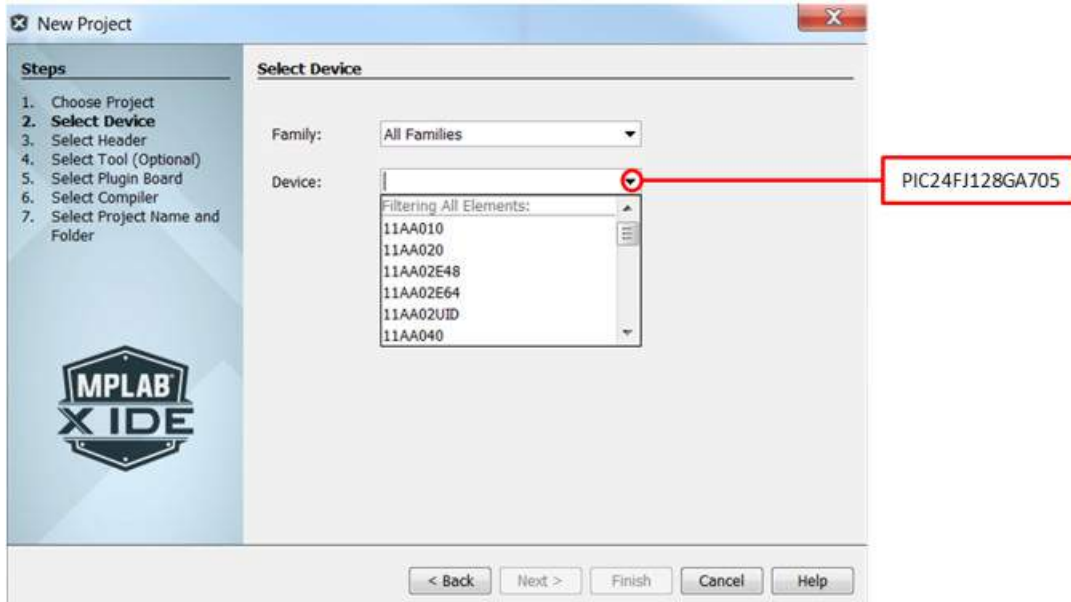 New Project
Steps
1. Choose Project
2. Select Device
3. Select Header
4. Select Tool (Optional)
5. Select Plugin Board
6. Select Compiler
7. Select Project Name and
Folder
MPLAB
X IDE
Select Device
Family: All Families
Device:
Filtering All Elements:
11AA010
11AA020
11AA02E48
11AA02E64
11AA02UID
11AA040
PIC24FJ128GA705
< Back Next > Finish Cancel Help